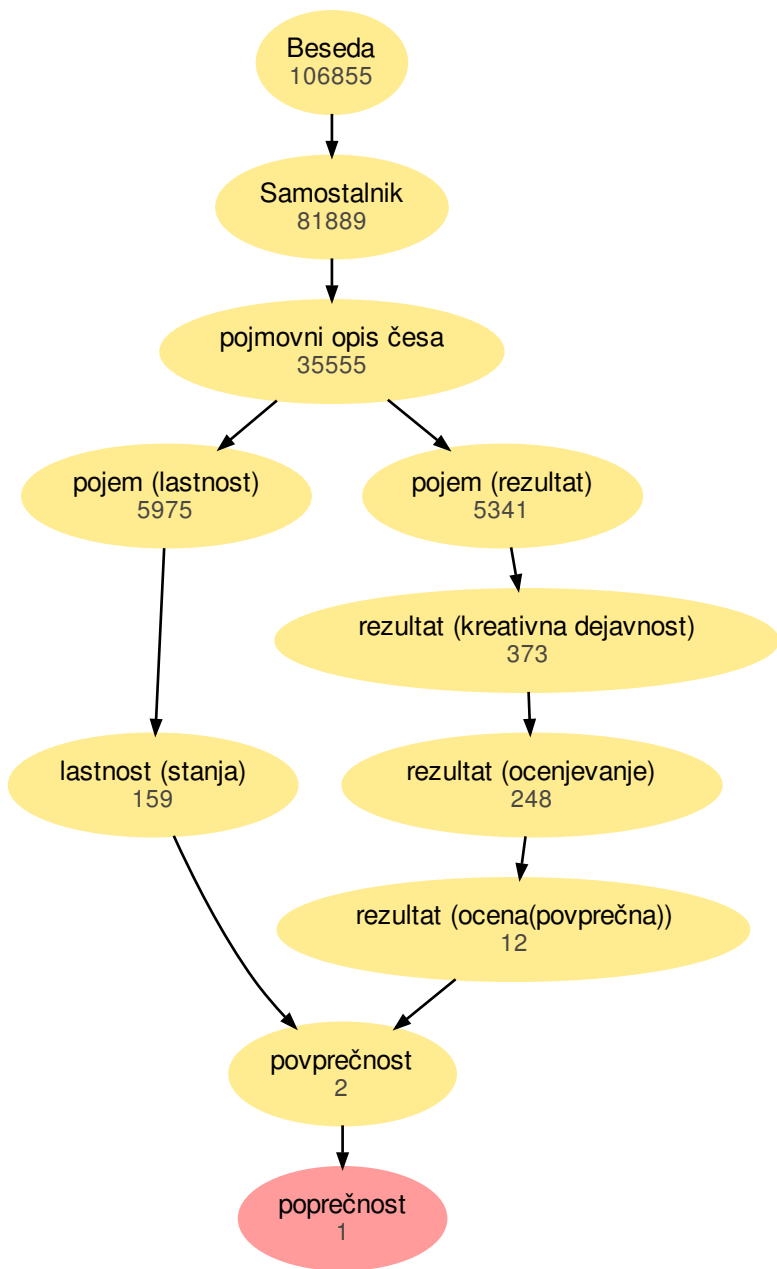 Beseda
106855
Samostalnik
81889
pojmovni opis česa
35555
pojem (lastnost)
5975
pojem (rezultat)
5341
rezultat (kreativna dejavnost)
373
lastnost (stanja)
159
rezultat (ocenjevanje)
248
rezultat (ocena(povprečna))
12
povprečnost
2
poprečnost
1